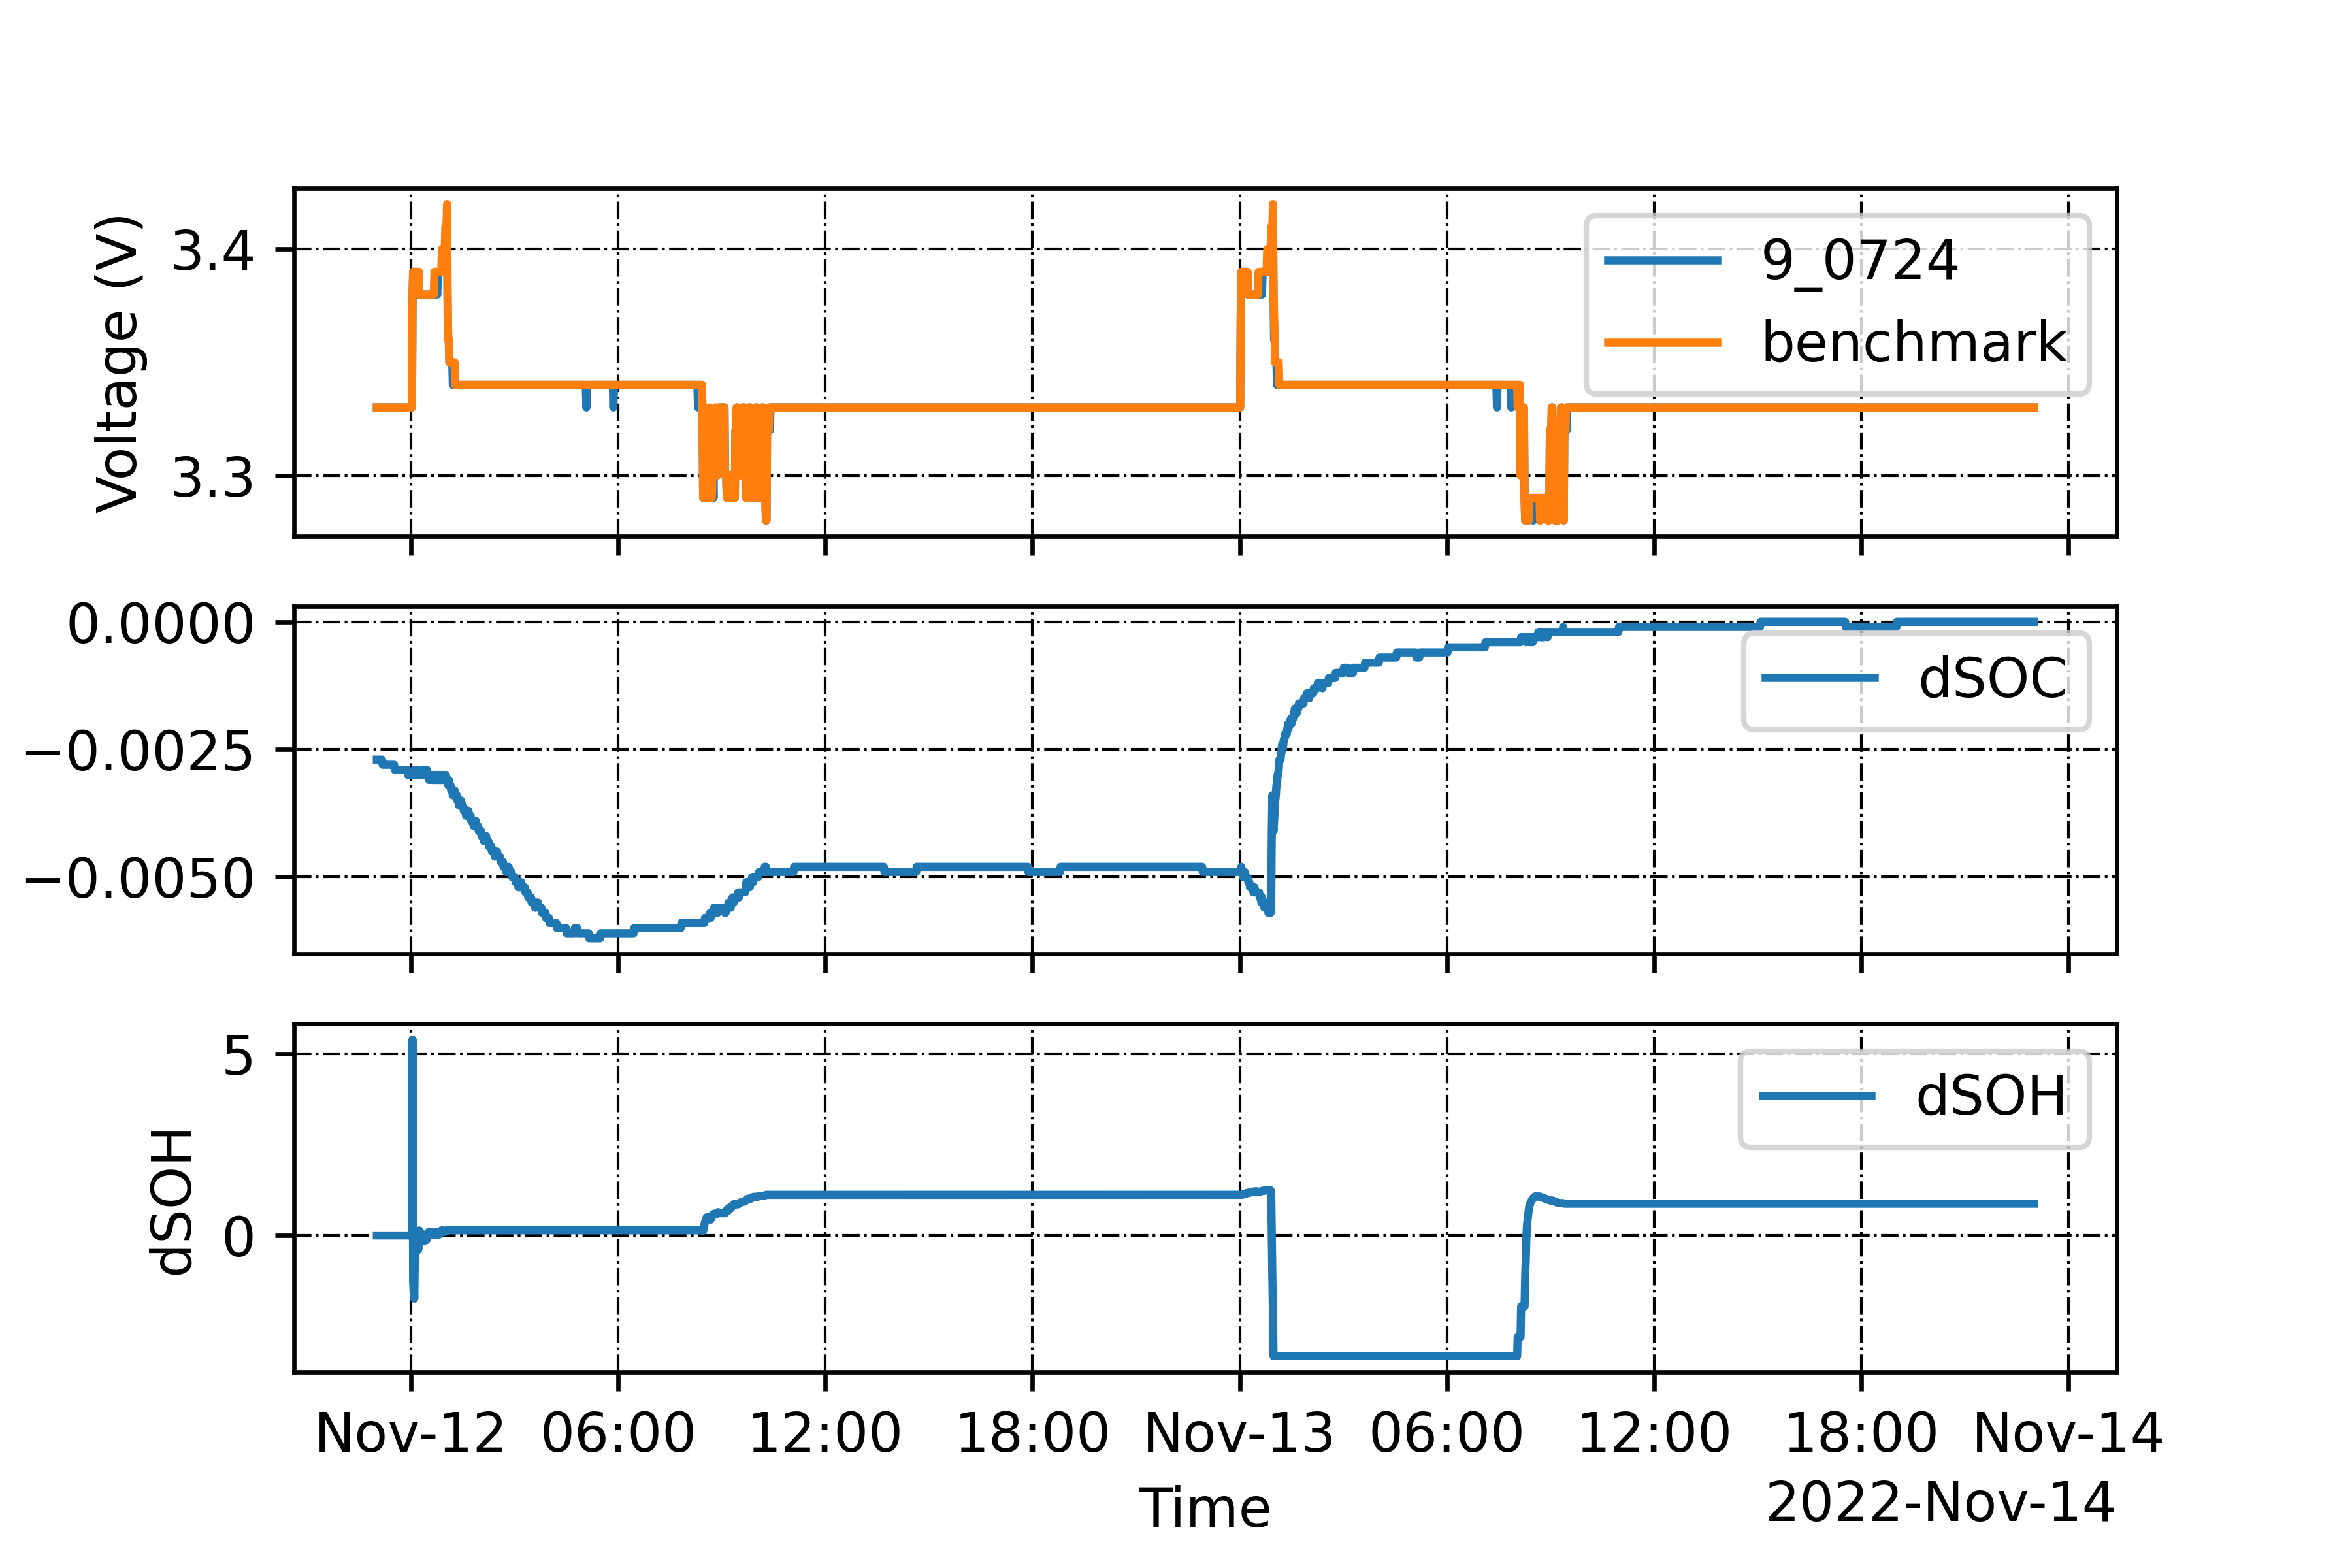 Voltage (V)
3.4
3.3
9_0724
benchmark
0.0000
−0.0025
−0.0050
dSOC
dSOH
5
0
dSOH
Nov-12 06:00 12:00 18:00 Nov-13 06:00 12:00 18:00 Nov-14
Time
2022-Nov-14